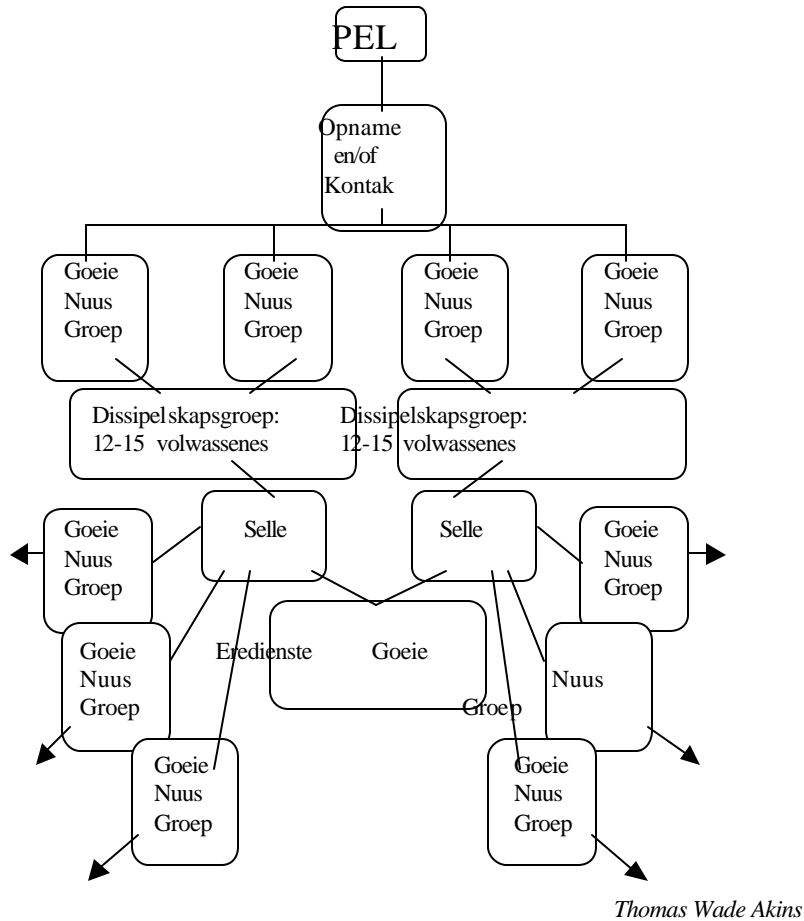 PEL
Opname
en/of
Kontak
Goeie
Nuus
Groep
Goeie
Nuus
Groep
Goeie
Nuus
Groep
Goeie
Nuus
Groep
Dissipelskapsgroep:
12-15 volwassenes
Dissipelskapsgroep:
12-15 volwassenes
Goeie
Nuus
Groep
Selle
Selle
Goeie
Nuus
Groep
Goeie
Nuus
Groep
Eredienste Goeie
Nuus
Groep
Goeie
Nuus
Groep
Goeie
Nuus
Groep
Thomas Wade Akins